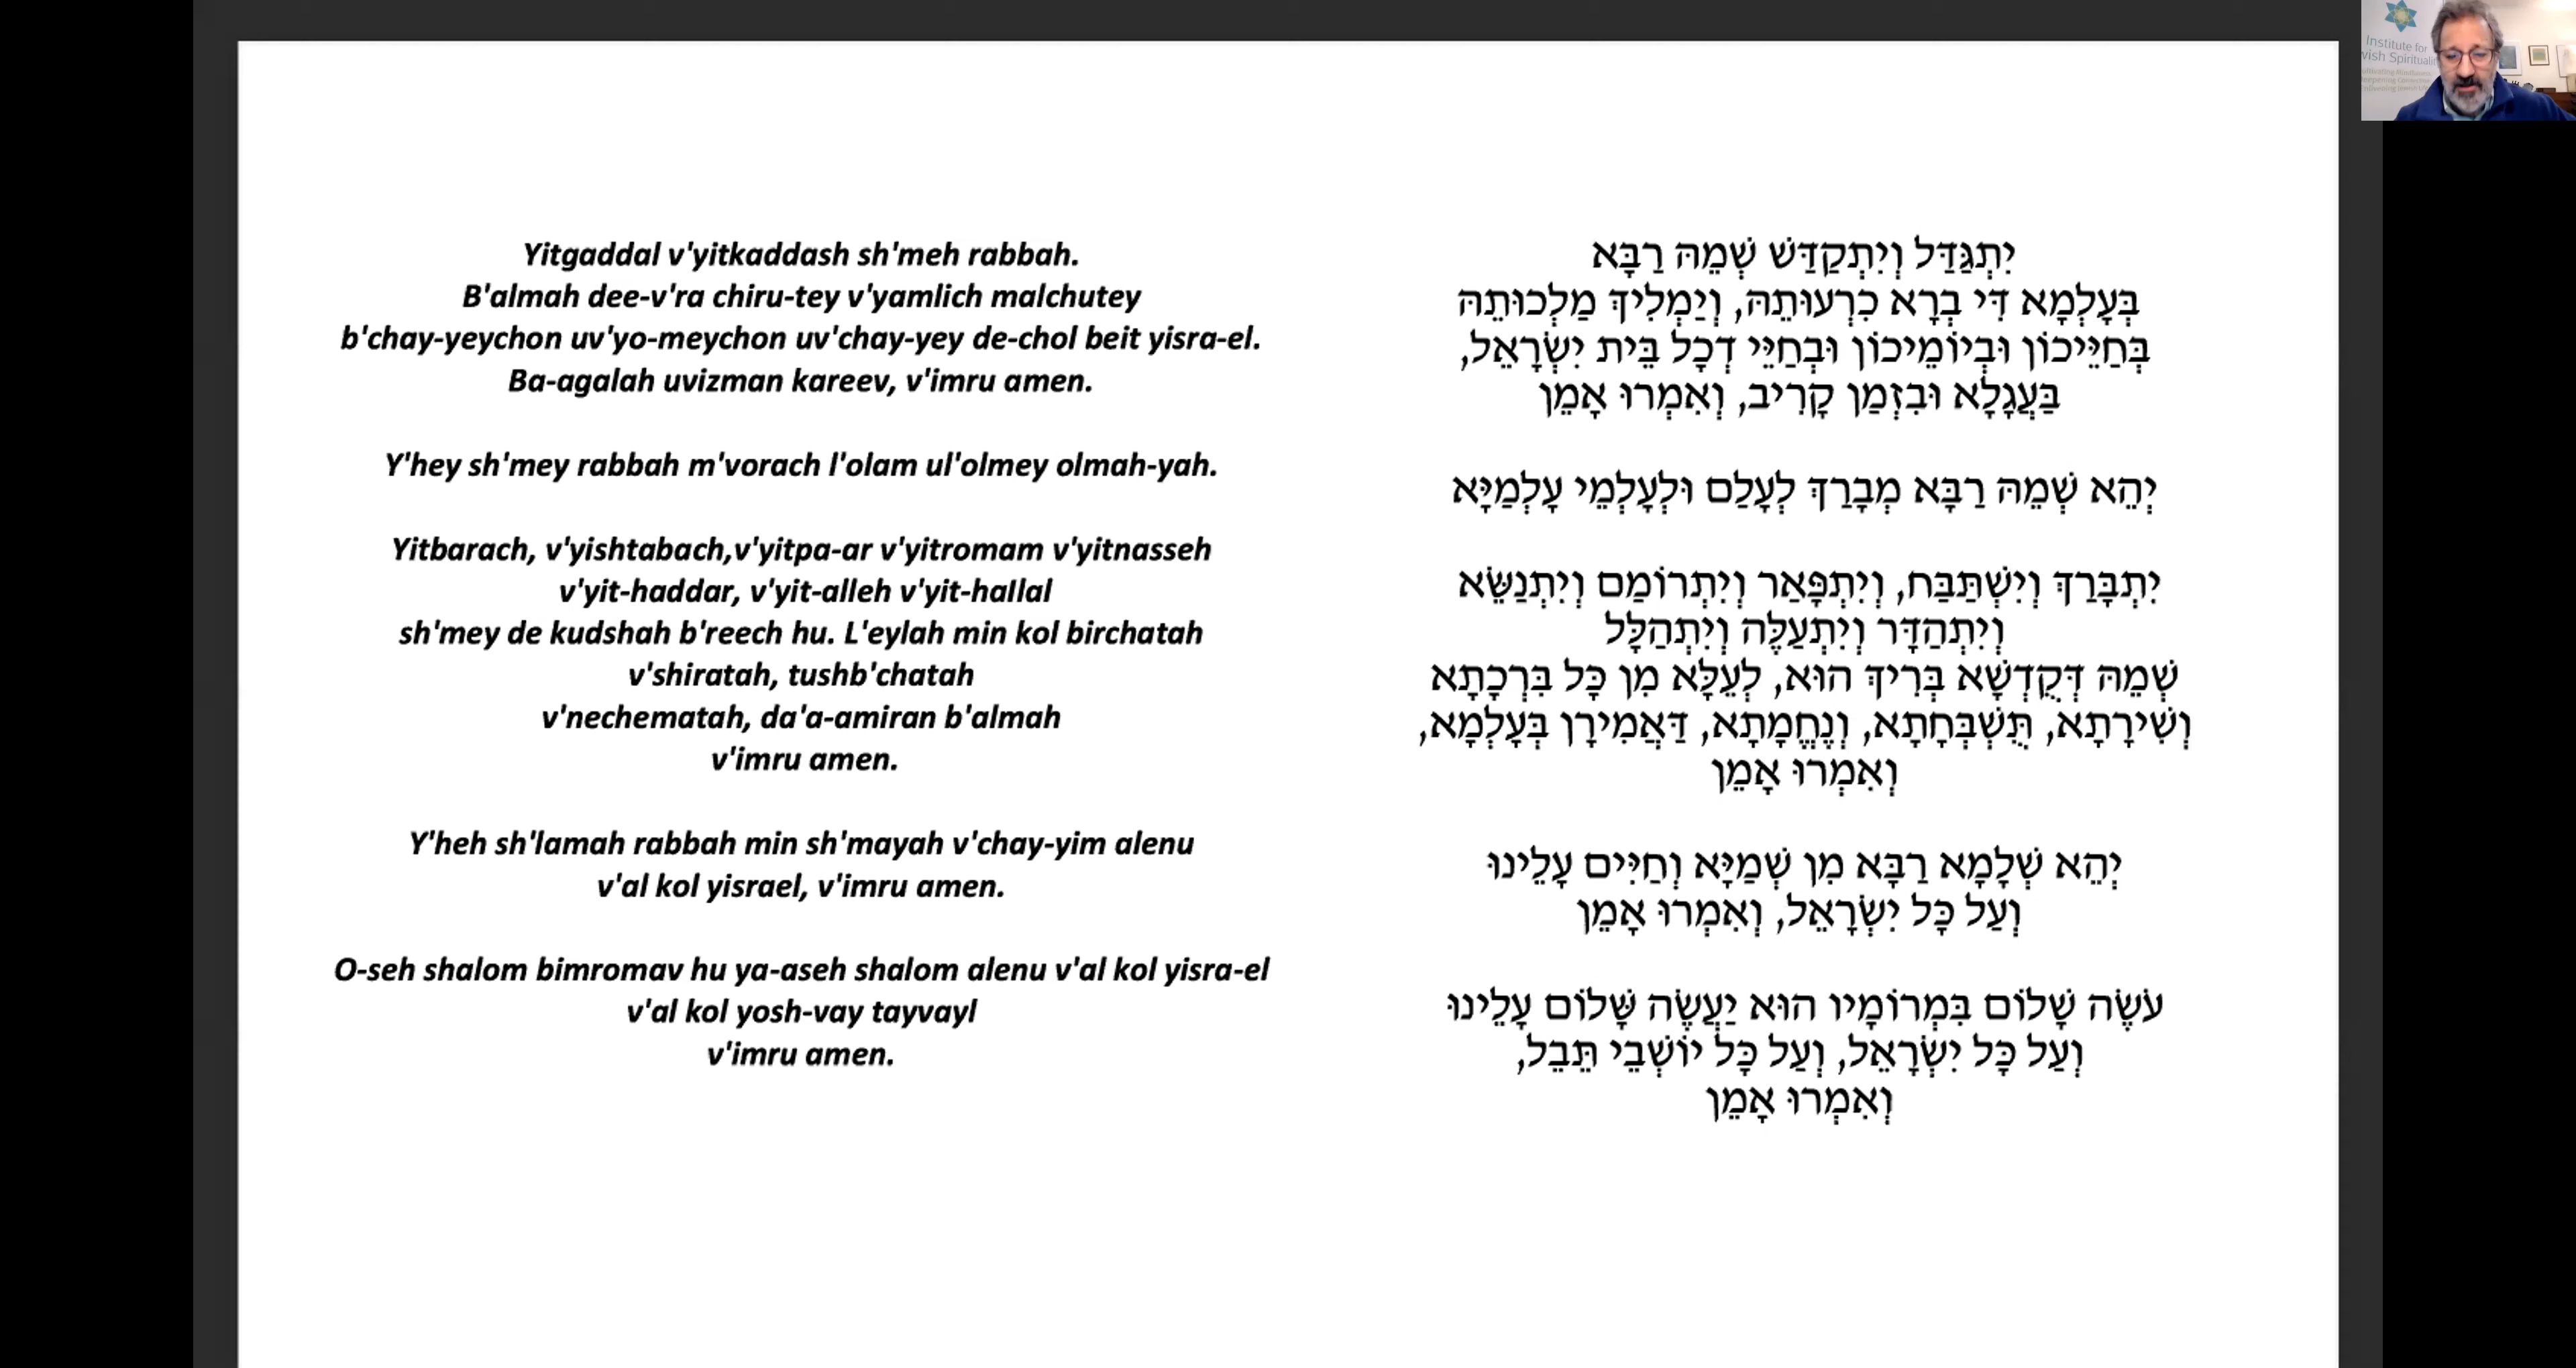 Yitgaddal v'yitkaddash sh'meh rabbah.
B'almah dee-v'ra chiru-tey v'yamlich malchutey
b'chay-yeychon uv'yo-meychon uv'chay-yey de-chol beit yisra-el.
Ba-agalah uvizman kareev, v'imru amen.
Y'hey sh'mey rabbah m'vorach l'olam ul'olmey olmah-yah.
Yitbarach, v'yishtabach,v'yitpa-ar v'yitromam v'yitnasseh
v'yit-haddar, v'yit-alleh v'yit-hallal
sh'mey de kudshah b'reech hu. L'eylah min kol birchatah
v'shiratah, tushb'chatah
v'nechematah, da'a-amiran b'almah
v'imru amen.
Y'heh sh'lamah rabbah min sh'mayah v'chay-yim alenu
v'al kol yisrael, v'imru amen.
O-seh shalom bimromav hu ya-aseh shalom alenu v'al kol yisra-el
v'al kol yosh-vay tayvayl
v'imru amen.
יִתְגַּדַּל וְיִתְקַדַּשׁ שְׁמֵהּ רַבָּא
בְּעָלְמָא דִּי בְרָא כִרְעוּתֵהּ, וְיַמְלִיךְ מַלְכוּתֵהּ
בְּחַיֵּיכוֹן וּבְיוֹמֵיכוֹן וּבְחַיֵּי דְכָל בֵּית יִשְׂרָאֵל,
בַּעֲגָלָא וּבִזְמַן קָרִיב, וְאִמְרוּ אָמֵן
יְהֵא שְׁמֵהּ רַבָּא מְבָרַךְ לְעָלַם וּלְעָלְמֵי עָלְמַיָּא
יִתְבָּרַךְ וְיִשְׁתַּבַּח, וְיִתְפָּאַר וְיִתְרוֹמַם וְיִתְנַשֵּׂא
וְיִתְהַדָּר וְיִתְעַלֶּה וְיִתְהַלָּל
שְׁמֵהּ דְּקֻדְשָׁא בְּרִיךְ הוּא, לְעֵלָּא מִן כָּל בִּרְכָתָא
וְשִׁירָתָא, תֻּשְׁבְּחָתָא, וְנֶחֱמָתָא, דַּאֲמִירָן בְּעָלְמָא,
וְאִמְרוּ אָמֵן
יְהֵא שְׁלָמָא רַבָּא מִן שְׁמַיָּא וְחַיִּים עָלֵינוּ
וְעַל כָּל יִשְׂרָאֵל, וְאִמְרוּ אָמֵן
עֹשֶׂה שָׁלוֹם בִּמְרוֹמָיו הוּא יַעֲשֶׂה שָׁלוֹם עָלֵינוּ
וְעַל כָּל יִשְׂרָאֵל, וְעַל כָּל יוֹשְׁבֵי תֵּבֵל,
וְאִמְרוּ אָמֵן
Institute for
wish Spirituali